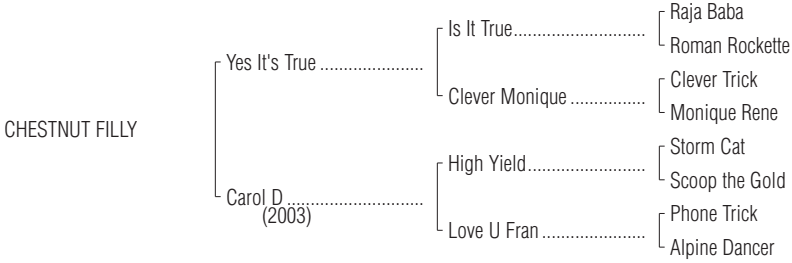 Raja Baba
Is It True............................
Roman Rockette
Yes It's True ......................
Clever Trick
Clever Monique ................
Monique Rene
CHESTNUT FILLY
Storm Cat
High Yield.........................
Scoop the Gold
Carol D .............................
(2003)
Phone Trick
Love U Fran ......................
Alpine Dancer